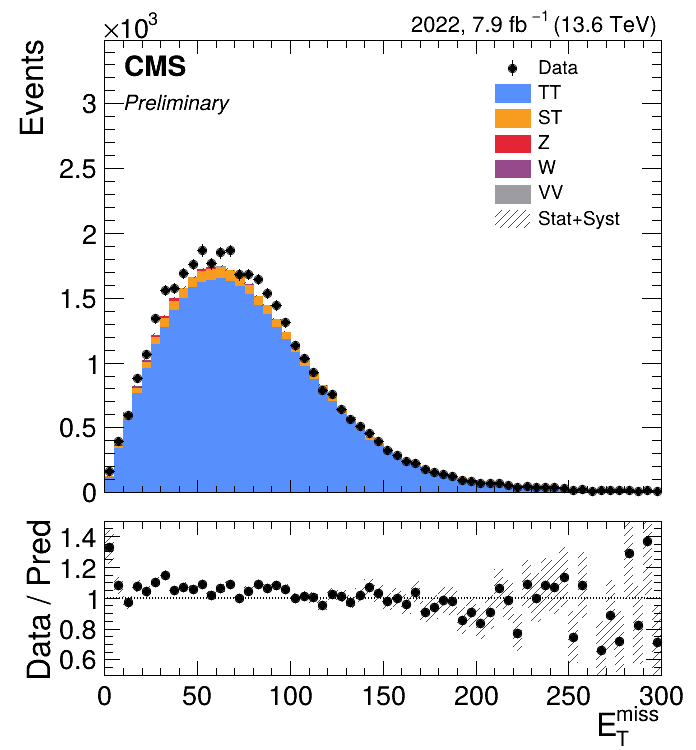 ×10³
2022, 7.9 fb⁻¹ (13.6 TeV)
Events
CMS
Preliminary
Data
TT
ST
Z
W
VV
Stat+Syst
3
2.5
2
1.5
1
0.5
0
Data / Pred
1.4
1.2
1
0.8
0.6
0 50 100 150 200 250 300
E_T^miss